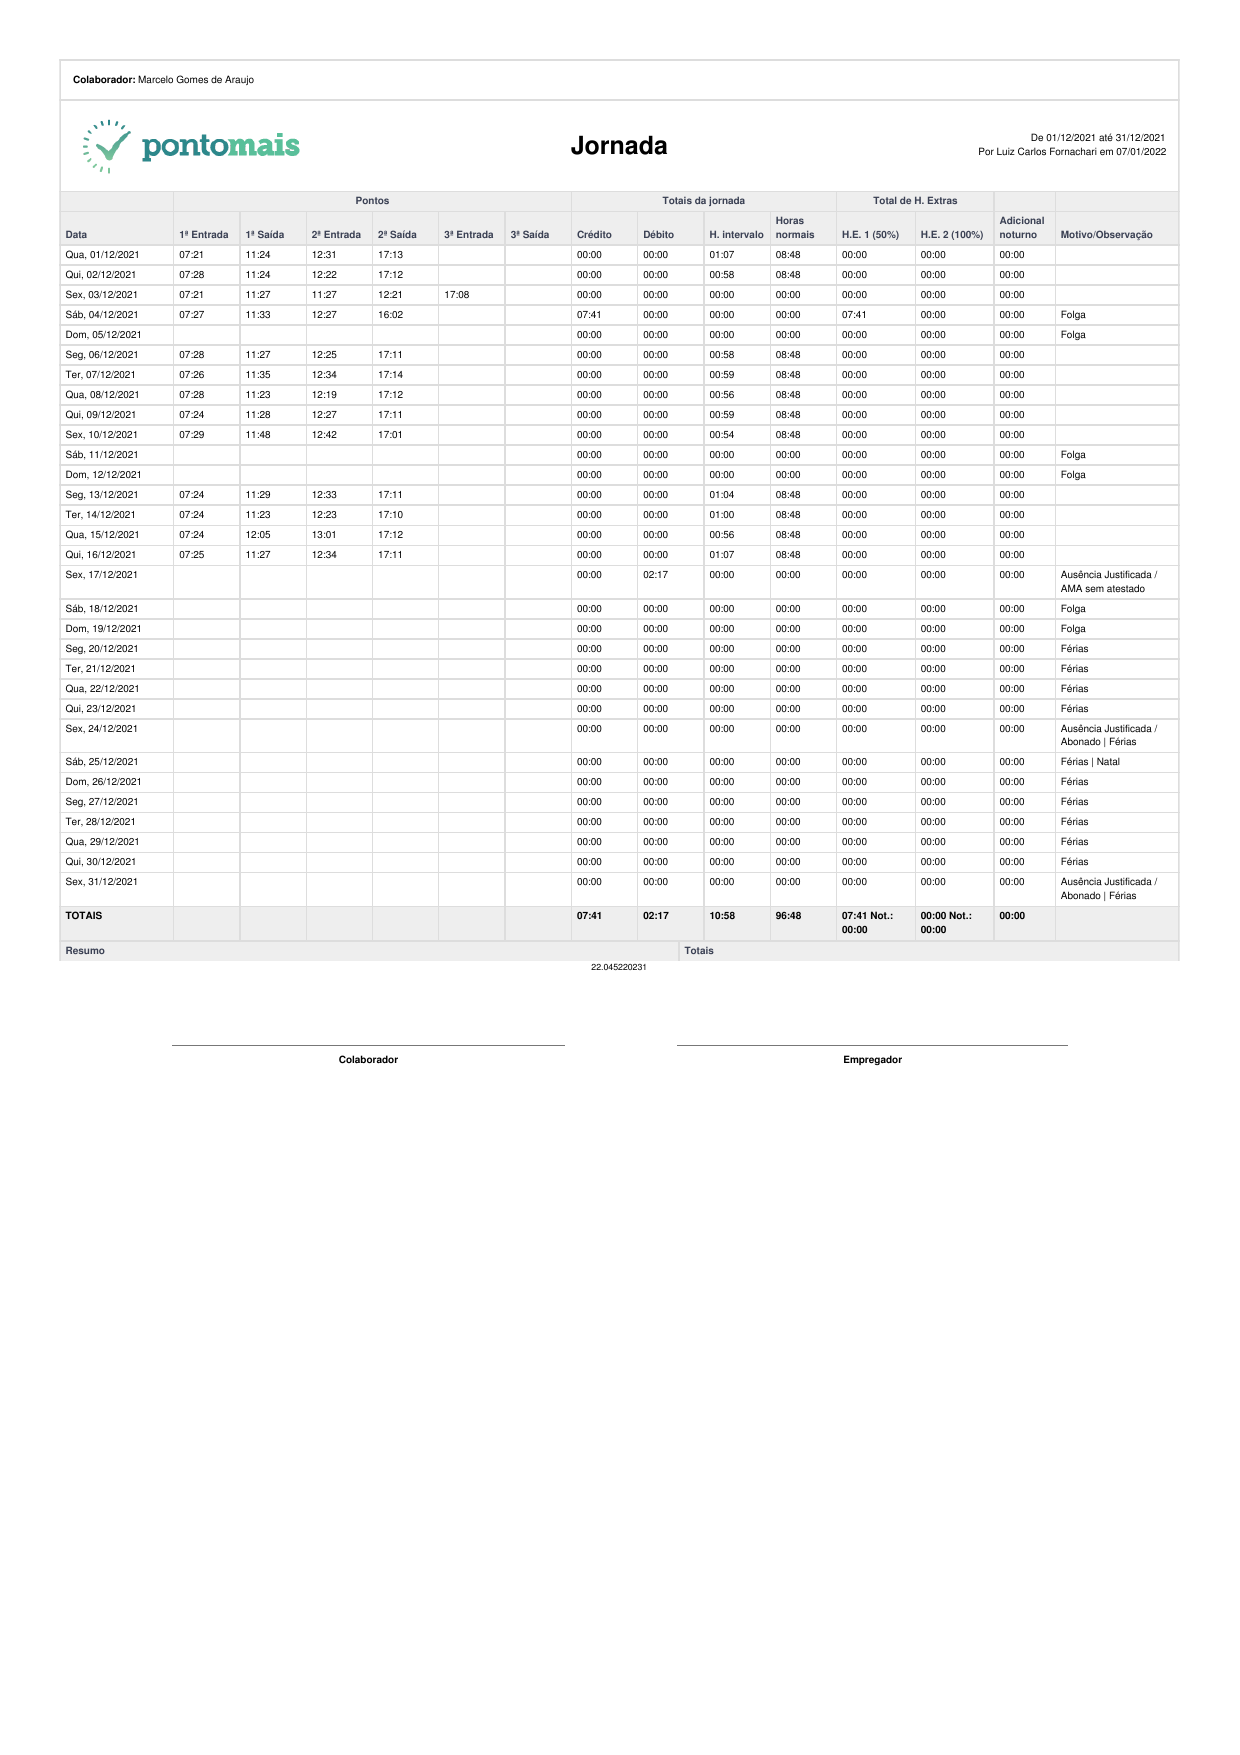 Colaborador: Marcelo Gomes de Araujo
pontomais
Jornada
De 01/12/2021 até 31/12/2021
Por Luiz Carlos Fornachari em 07/01/2022
Pontos Totais da jornada Total de H. Extras
Data 1ª Entrada 1ª Saída 2ª Entrada 2ª Saída 3ª Entrada 3ª Saída Crédito Débito H. intervalo Horas normais H.E. 1 (50%) H.E. 2 (100%) Adicional noturno Motivo/Observação
Qua, 01/12/2021 07:21 11:24 12:31 17:13 00:00 00:00 01:07 08:48 00:00 00:00 00:00
Qui, 02/12/2021 07:28 11:24 12:22 17:12 00:00 00:00 00:58 08:48 00:00 00:00 00:00
Sex, 03/12/2021 07:21 11:27 11:27 12:21 17:08 00:00 00:00 00:00 00:00 00:00 00:00 00:00
Sáb, 04/12/2021 07:27 11:33 12:27 16:02 07:41 00:00 00:00 00:00 07:41 00:00 00:00 Folga
Dom, 05/12/2021 00:00 00:00 00:00 00:00 00:00 00:00 00:00 Folga
Seg, 06/12/2021 07:28 11:27 12:25 17:11 00:00 00:00 00:58 08:48 00:00 00:00 00:00
Ter, 07/12/2021 07:26 11:35 12:34 17:14 00:00 00:00 00:59 08:48 00:00 00:00 00:00
Qua, 08/12/2021 07:28 11:23 12:19 17:12 00:00 00:00 00:56 08:48 00:00 00:00 00:00
Qui, 09/12/2021 07:24 11:28 12:27 17:11 00:00 00:00 00:59 08:48 00:00 00:00 00:00
Sex, 10/12/2021 07:29 11:48 12:42 17:01 00:00 00:00 00:54 08:48 00:00 00:00 00:00
Sáb, 11/12/2021 00:00 00:00 00:00 00:00 00:00 00:00 00:00 Folga
Dom, 12/12/2021 00:00 00:00 00:00 00:00 00:00 00:00 00:00 Folga
Seg, 13/12/2021 07:24 11:29 12:33 17:11 00:00 00:00 01:04 08:48 00:00 00:00 00:00
Ter, 14/12/2021 07:24 11:23 12:23 17:10 00:00 00:00 01:00 08:48 00:00 00:00 00:00
Qua, 15/12/2021 07:24 12:05 13:01 17:12 00:00 00:00 00:56 08:48 00:00 00:00 00:00
Qui, 16/12/2021 07:25 11:27 12:34 17:11 00:00 00:00 01:07 08:48 00:00 00:00 00:00
Sex, 17/12/2021 00:00 02:17 00:00 00:00 00:00 00:00 00:00 Ausência Justificada /
AMA sem atestado
Sáb, 18/12/2021 00:00 00:00 00:00 00:00 00:00 00:00 00:00 Folga
Dom, 19/12/2021 00:00 00:00 00:00 00:00 00:00 00:00 00:00 Folga
Seg, 20/12/2021 00:00 00:00 00:00 00:00 00:00 00:00 00:00 Férias
Ter, 21/12/2021 00:00 00:00 00:00 00:00 00:00 00:00 00:00 Férias
Qua, 22/12/2021 00:00 00:00 00:00 00:00 00:00 00:00 00:00 Férias
Qui, 23/12/2021 00:00 00:00 00:00 00:00 00:00 00:00 00:00 Férias
Sex, 24/12/2021 00:00 00:00 00:00 00:00 00:00 00:00 00:00 Ausência Justificada /
Abonado | Férias
Sáb, 25/12/2021 00:00 00:00 00:00 00:00 00:00 00:00 00:00 Férias | Natal
Dom, 26/12/2021 00:00 00:00 00:00 00:00 00:00 00:00 00:00 Férias
Seg, 27/12/2021 00:00 00:00 00:00 00:00 00:00 00:00 00:00 Férias
Ter, 28/12/2021 00:00 00:00 00:00 00:00 00:00 00:00 00:00 Férias
Qua, 29/12/2021 00:00 00:00 00:00 00:00 00:00 00:00 00:00 Férias
Qui, 30/12/2021 00:00 00:00 00:00 00:00 00:00 00:00 00:00 Férias
Sex, 31/12/2021 00:00 00:00 00:00 00:00 00:00 00:00 00:00 Ausência Justificada /
Abonado | Férias
TOTAIS 07:41 02:17 10:58 96:48 07:41 Not.: 00:00 Not.: 00:00
00:00 00:00
Resumo Totais
22.045220231
Colaborador Empregador